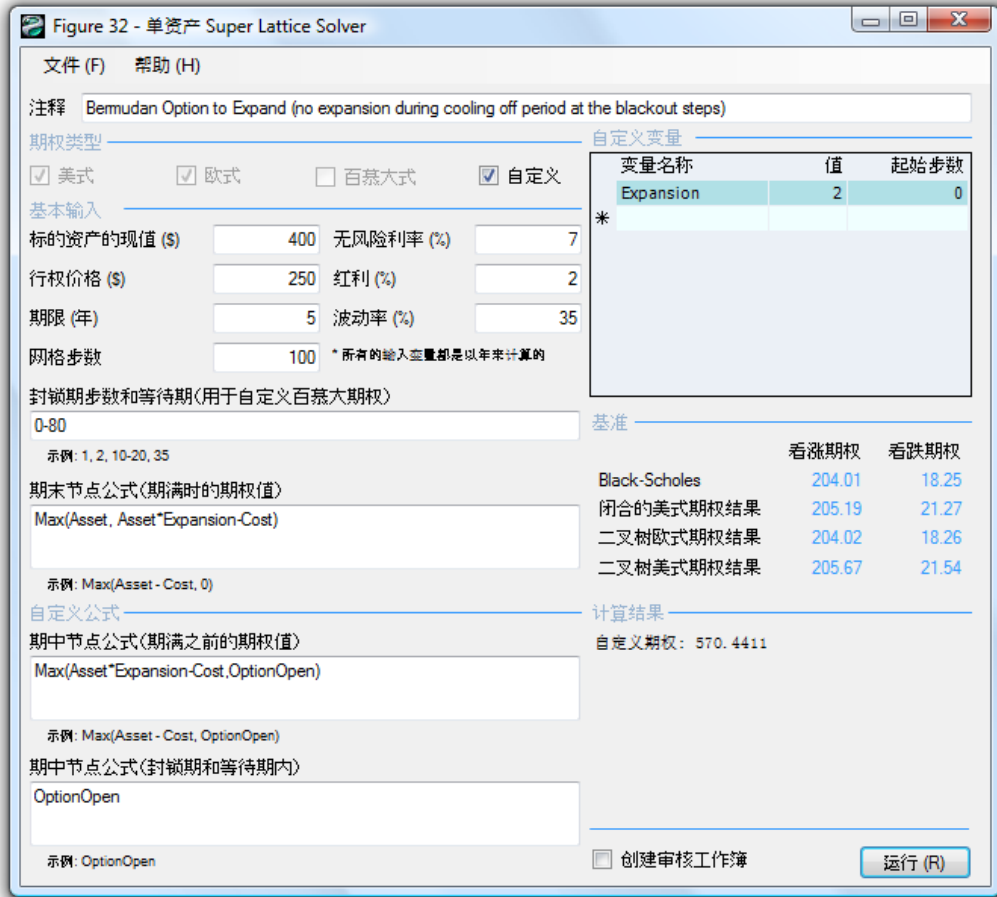 Figure 32 - 单资产 Super Lattice Solver
文件 (F) 帮助 (H)
注释 Bermudan Option to Expand (no expansion during cooling off period at the blackout steps)
期权类型
美式 欧式 百慕大式 自定义
基本输入
标的资产的现值 ($) 400 无风险利率 (%) 7
行权价格 ($) 250 红利 (%) 2
期限 (年) 5 波动率 (%) 35
网格步数 100 * 所有的输入变量都是以年来计算的
封锁期步数和等待期(用于自定义百慕大期权)
0-80
示例: 1, 2, 10-20, 35
期末节点公式(期满时的期权值)
Max(Asset, Asset*Expansion-Cost)
示例: Max(Asset - Cost, 0)
自定义公式
期中节点公式(期满之前的期权值)
Max(Asset*Expansion-Cost,OptionOpen)
示例: Max(Asset - Cost, OptionOpen)
期中节点公式(封锁期和等待期内)
OptionOpen
示例: OptionOpen
自定义变量
变量名称 值 起始步数
Expansion 2 0
*
基准
看涨期权 看跌期权
Black-Scholes 204.01 18.25
闭合的美式期权结果 205.19 21.27
二叉树欧式期权结果 204.02 18.26
二叉树美式期权结果 205.67 21.54
计算结果
自定义期权: 570.4411
创建审核工作簿 运行 (R)